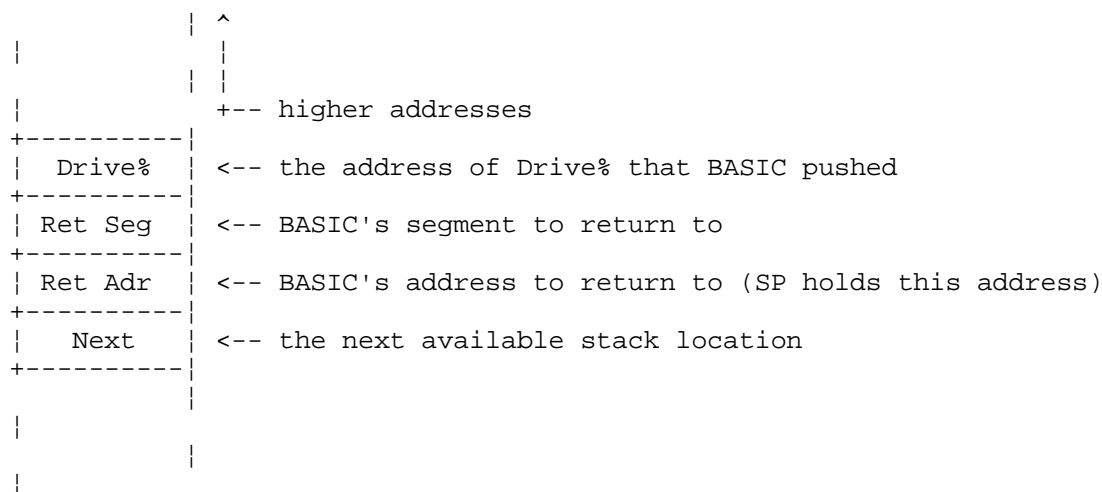 ¦ ^
¦ ¦
¦ ¦
¦ +-- higher addresses
+----------¦
¦ Drive% ¦ <-- the address of Drive% that BASIC pushed
+----------¦
¦ Ret Seg ¦ <-- BASIC's segment to return to
+----------¦
¦ Ret Adr ¦ <-- BASIC's address to return to (SP holds this address)
+----------¦
¦ Next ¦ <-- the next available stack location
+----------¦
¦
¦
¦
¦